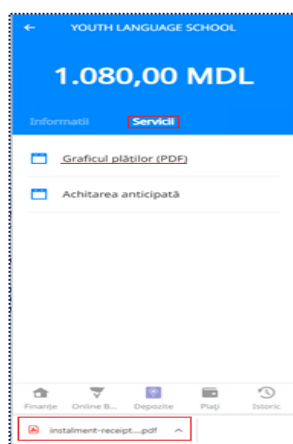 YOUTH LANGUAGE SCHOOL
1.080,00 MDL
Informatii Servicii
Graficul plăților (PDF)
Achitarea anticipată
Finanțe Online B... Depozite Plați Istoric
instalment-receipt....pdf